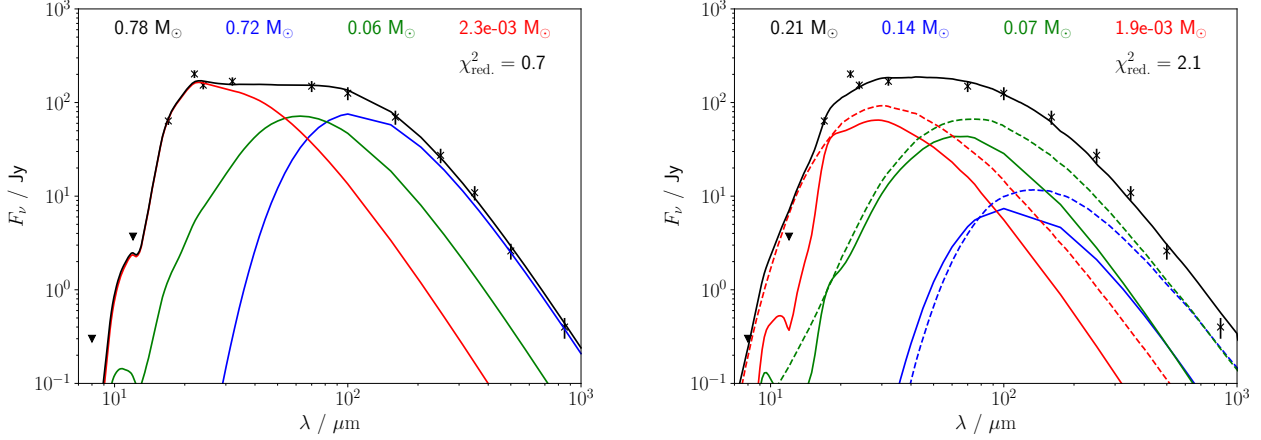 0.78 M☉ 0.72 M☉ 0.06 M☉ 2.3e-03 M☉
χ²red. = 0.7
10³
10²
10¹
10⁰
10⁻¹
Fν / Jy
10¹ 10² 10³
λ / μm
0.21 M☉ 0.14 M☉ 0.07 M☉ 1.9e-03 M☉
χ²red. = 2.1
10³
10²
10¹
10⁰
10⁻¹
Fν / Jy
10¹ 10² 10³
λ / μm